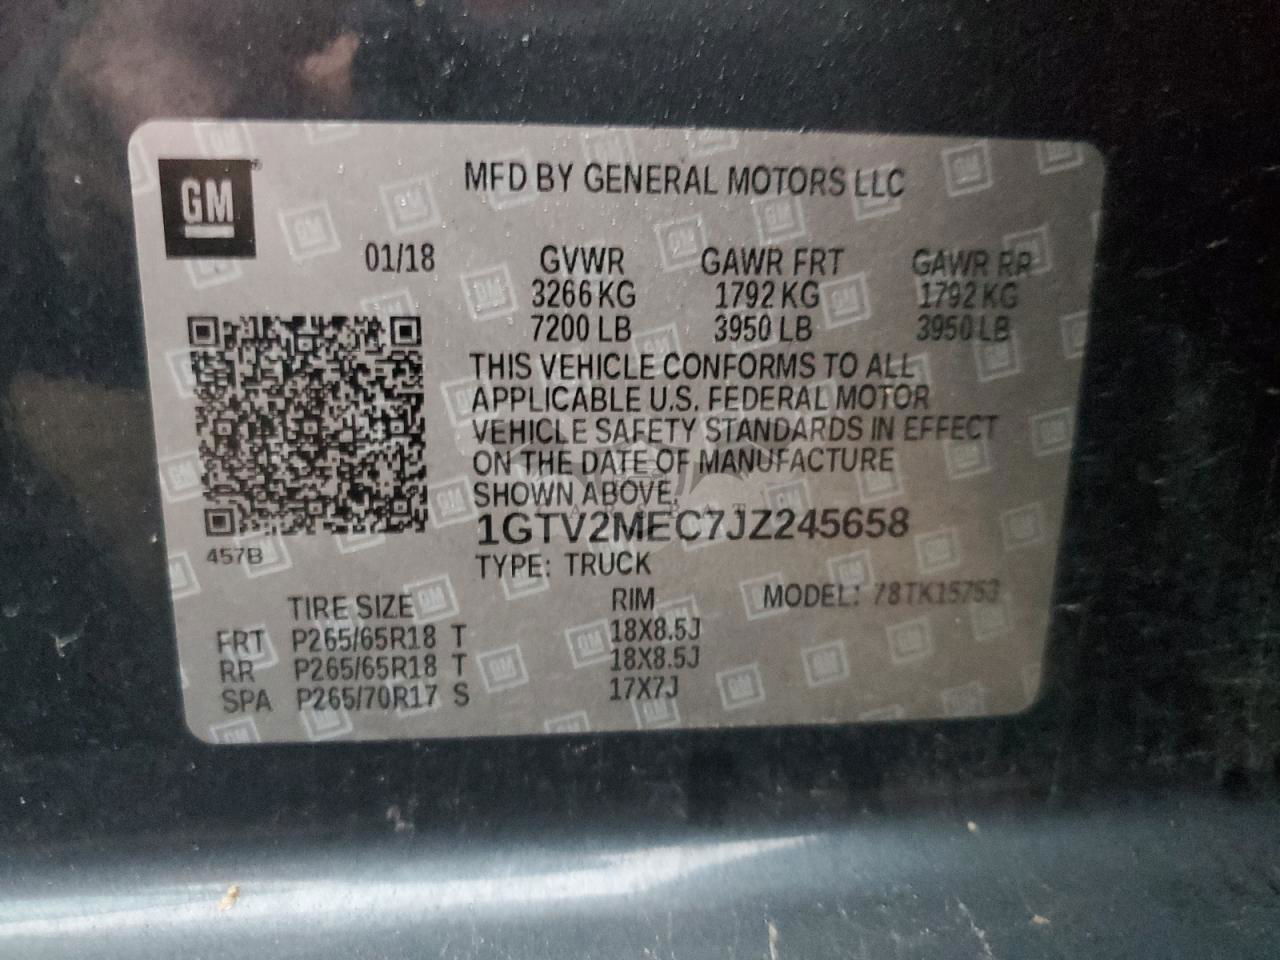 GM
MFD BY GENERAL MOTORS LLC
01/18 GVWR GAWR FRT GAWR RR
3266 KG 1792 KG 1792 KG
7200 LB 3950 LB 3950 LB
THIS VEHICLE CONFORMS TO ALL
APPLICABLE U.S. FEDERAL MOTOR
VEHICLE SAFETY STANDARDS IN EFFECT
ON THE DATE OF MANUFACTURE
SHOWN ABOVE.
1GTV2MEC7JZ245658
457B
TYPE: TRUCK
TIRE SIZE RIM MODEL: 78TK15753
FRT P265/65R18 T 18X8.5J
RR P265/65R18 T 18X8.5J
SPA P265/70R17 S 17X7J